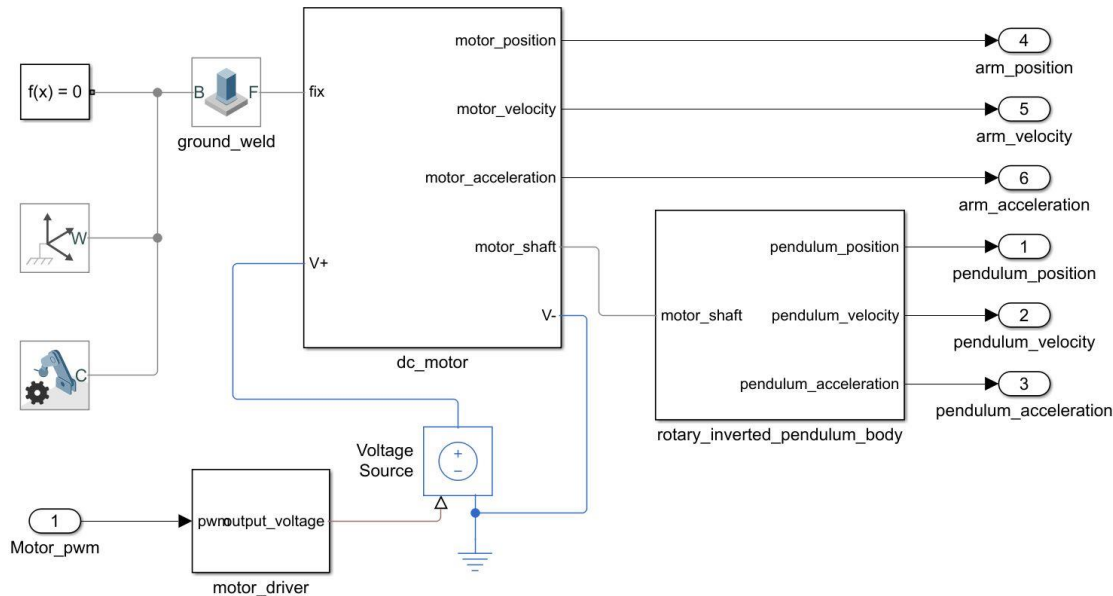 motor_position
4
arm_position
f(x) = 0
B
F
fix
ground_weld
motor_velocity
5
arm_velocity
motor_acceleration
6
arm_acceleration
W
motor_shaft
V+
pendulum_position
1
pendulum_position
V-
motor_shaft
pendulum_velocity
2
pendulum_velocity
dc_motor
C
pendulum_acceleration
3
pendulum_acceleration
rotary_inverted_pendulum_body
Voltage
Source
+
−
1
Motor_pwm
pwm
output_voltage
motor_driver